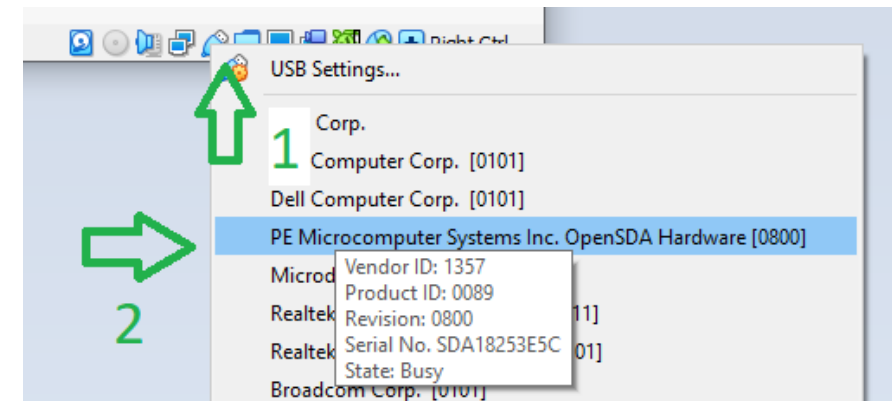 Right Ctrl
USB Settings...
1
Corp.
Computer Corp. [0101]
Dell Computer Corp. [0101]
PE Microcomputer Systems Inc. OpenSDA Hardware [0800]
Microd
Vendor ID: 1357
Product ID: 0089
Realtek
Revision: 0800
11]
2
Realtek
Serial No. SDA18253E5C
01]
State: Busy
Broadcom Corp. [0101]